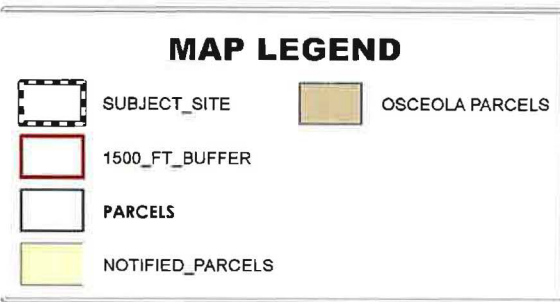 MAP LEGEND
SUBJECT_SITE
OSCEOLA PARCELS
1500_FT_BUFFER
PARCELS
NOTIFIED_PARCELS